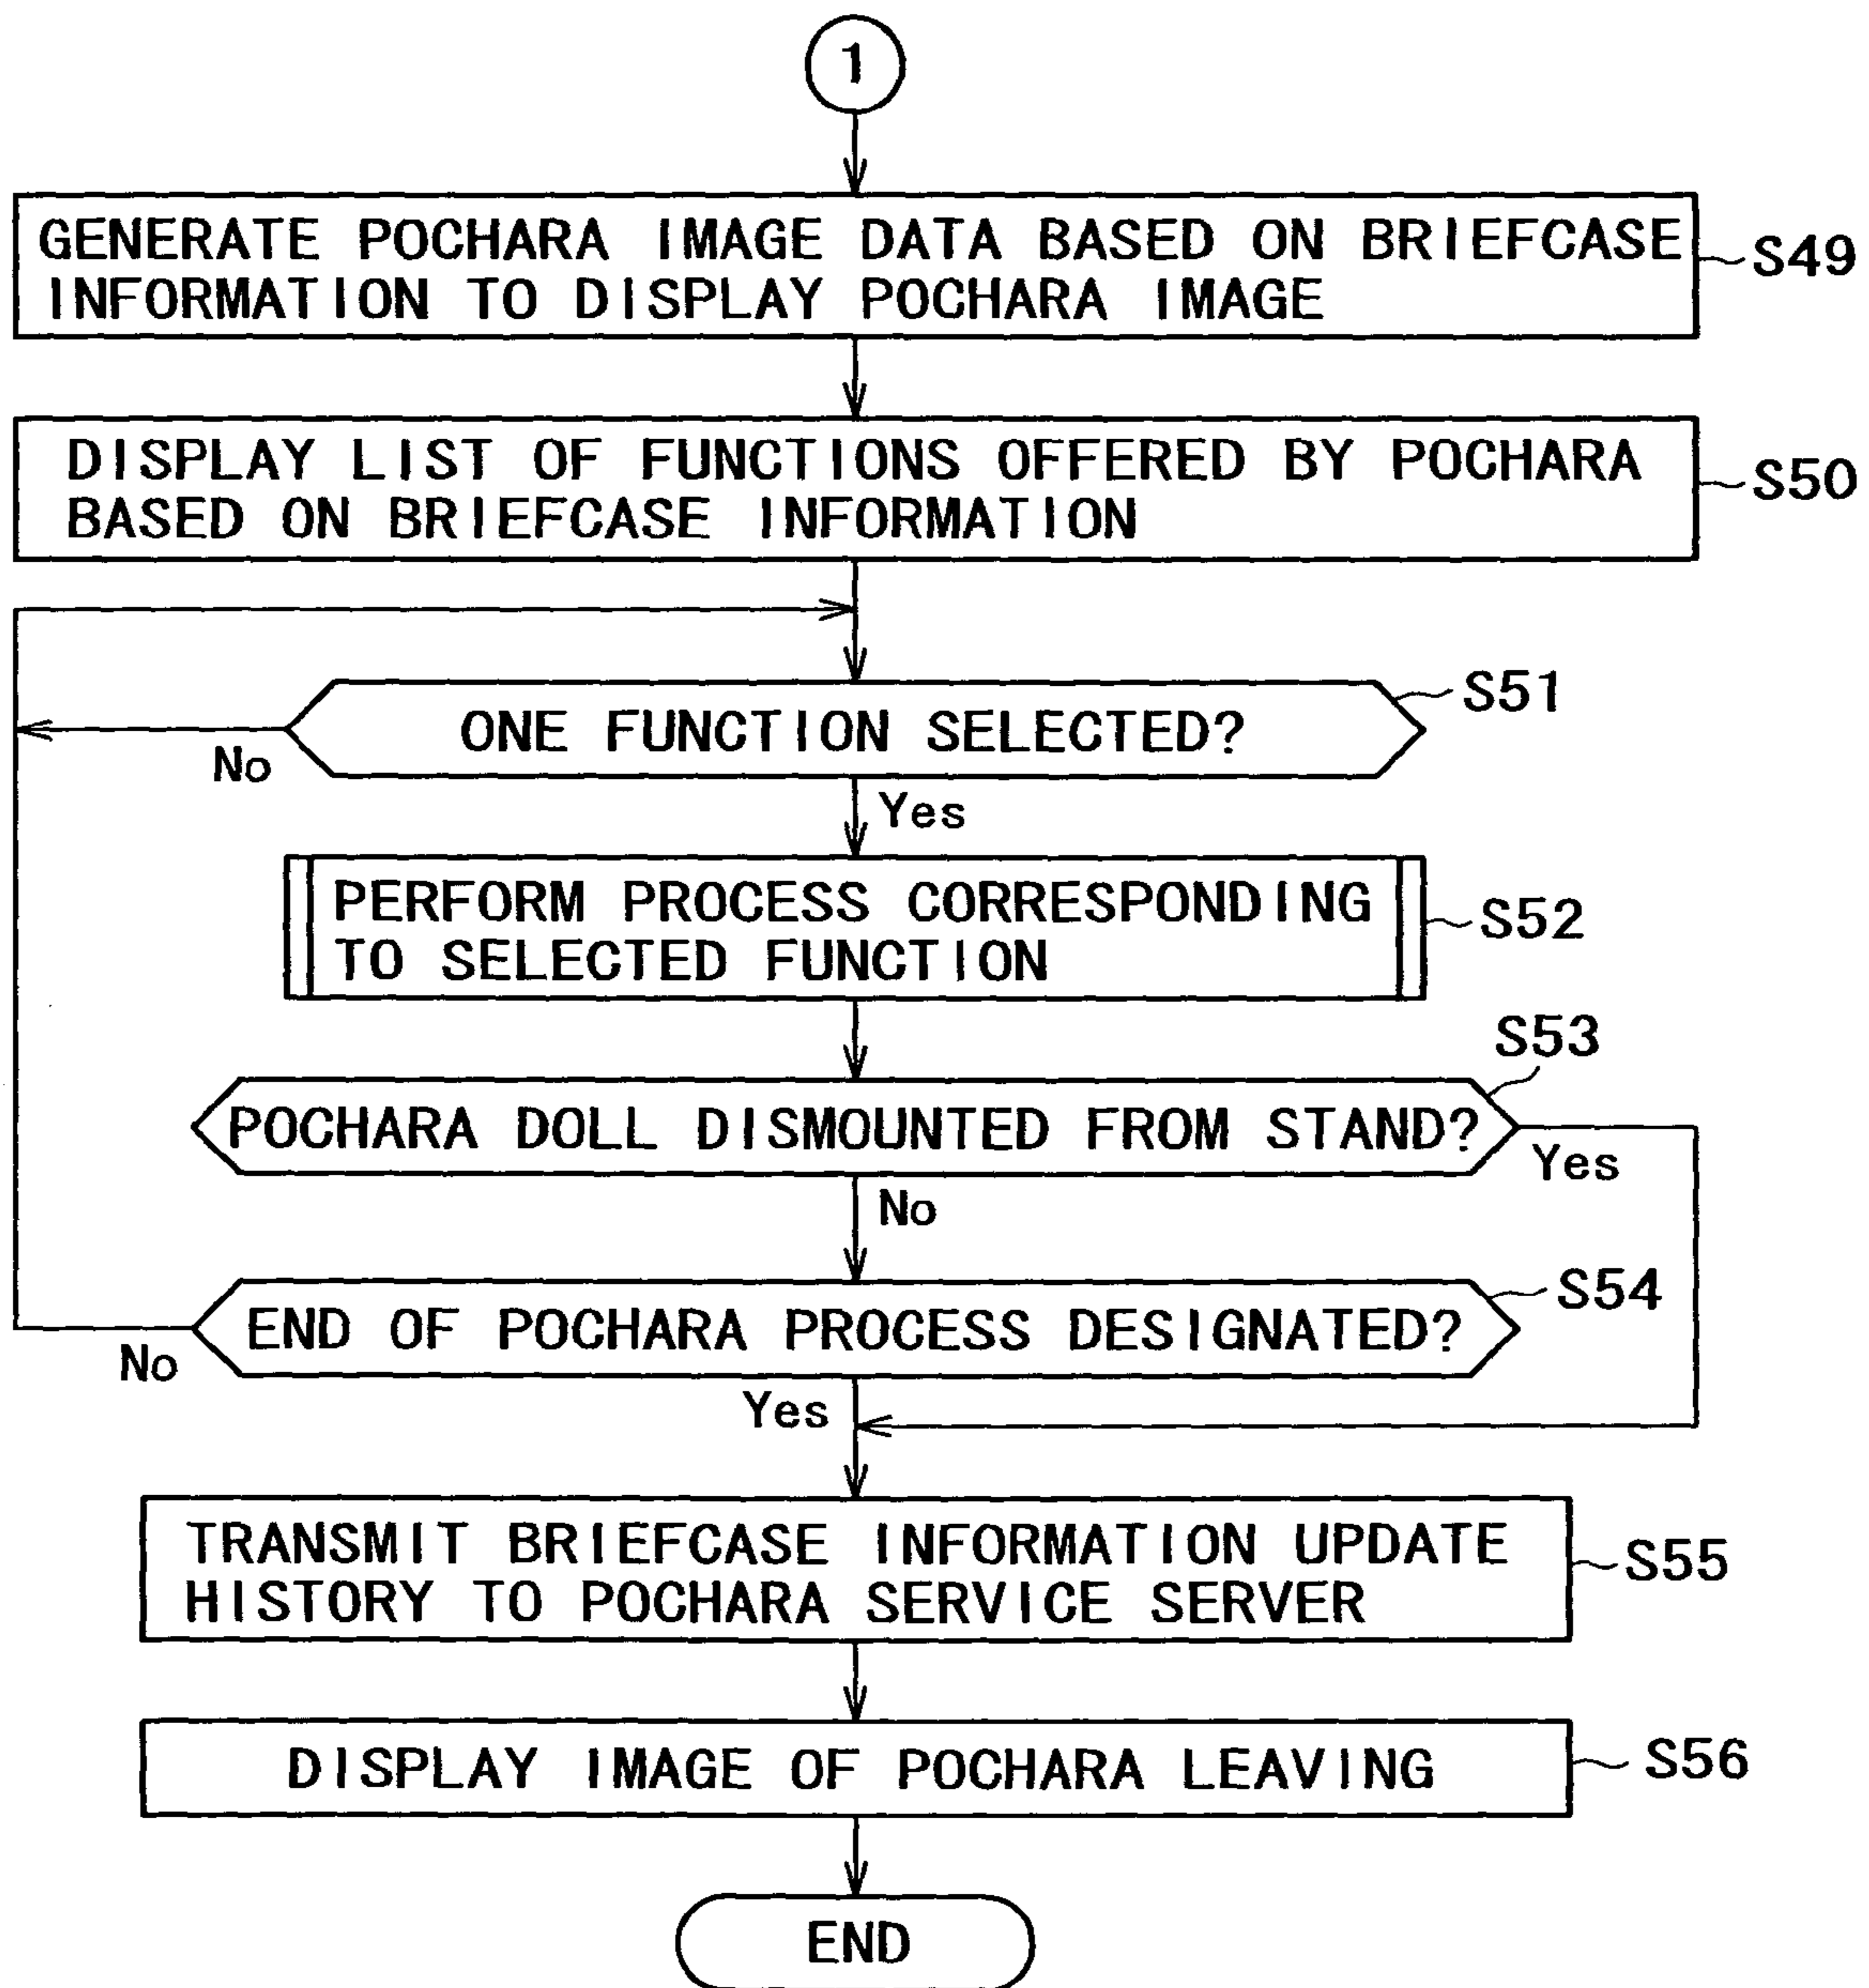 1
GENERATE POCHARA IMAGE DATA BASED ON BRIEFCASE
INFORMATION TO DISPLAY POCHARA IMAGE
S49
DISPLAY LIST OF FUNCTIONS OFFERED BY POCHARA
BASED ON BRIEFCASE INFORMATION
S50
S51
ONE FUNCTION SELECTED?
No
Yes
PERFORM PROCESS CORRESPONDING
TO SELECTED FUNCTION
S52
S53
POCHARA DOLL DISMOUNTED FROM STAND?
Yes
No
S54
END OF POCHARA PROCESS DESIGNATED?
No
Yes
TRANSMIT BRIEFCASE INFORMATION UPDATE
HISTORY TO POCHARA SERVICE SERVER
S55
DISPLAY IMAGE OF POCHARA LEAVING
S56
END